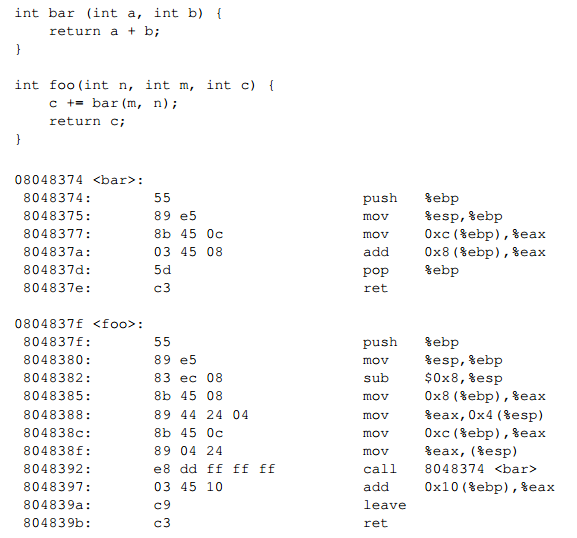 int bar (int a, int b) {
    return a + b;
}

int foo(int n, int m, int c) {
    c += bar(m, n);
    return c;
}

08048374 <bar>:
 8048374:       55                      push   %ebp
 8048375:       89 e5                   mov    %esp,%ebp
 8048377:       8b 45 0c                mov    0xc(%ebp),%eax
 804837a:       03 45 08                add    0x8(%ebp),%eax
 804837d:       5d                      pop    %ebp
 804837e:       c3                      ret

0804837f <foo>:
 804837f:       55                      push   %ebp
 8048380:       89 e5                   mov    %esp,%ebp
 8048382:       83 ec 08                sub    $0x8,%esp
 8048385:       8b 45 08                mov    0x8(%ebp),%eax
 8048388:       89 44 24 04             mov    %eax,0x4(%esp)
 804838c:       8b 45 0c                mov    0xc(%ebp),%eax
 804838f:       89 04 24                mov    %eax,(%esp)
 8048392:       e8 dd ff ff ff          call   8048374 <bar>
 8048397:       03 45 10                add    0x10(%ebp),%eax
 804839a:       c9                      leave
 804839b:       c3                      ret